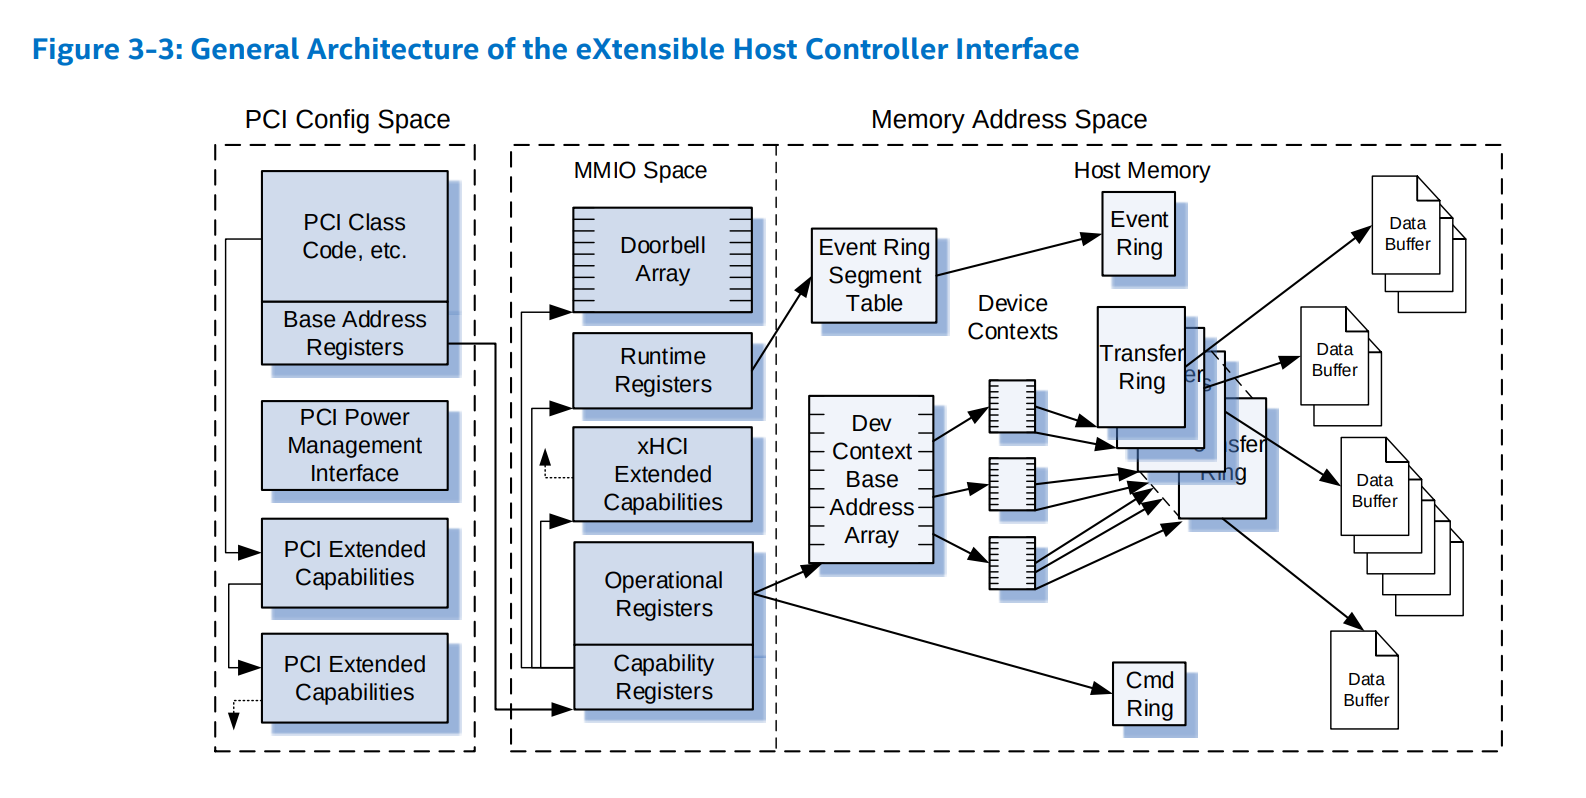 Figure 3-3: General Architecture of the eXtensible Host Controller Interface
PCI Config Space
Memory Address Space
PCI Class
Code, etc.
Base Address
Registers
PCI Power
Management
Interface
PCI Extended
Capabilities
PCI Extended
Capabilities
MMIO Space
Doorbell
Array
Runtime
Registers
xHCI
Extended
Capabilities
Operational
Registers
Capability
Registers
Host Memory
Event Ring
Segment
Table
Event
Ring
Device
Contexts
Dev
Context
Base
Address
Array
Transfer
Ring
er
s
sfer
Ring
Cmd
Ring
Data
Buffer
Data
Buffer
Data
Buffer
Data
Buffer